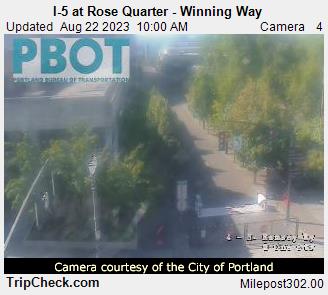 I-5 at Rose Quarter - Winning Way
Updated Aug 22 2023 10:00 AM Camera 4
PBOT
PORTLAND BUREAU OF TRANSPORTATION
Camera courtesy of the City of Portland
TripCheck.com Milepost302.00